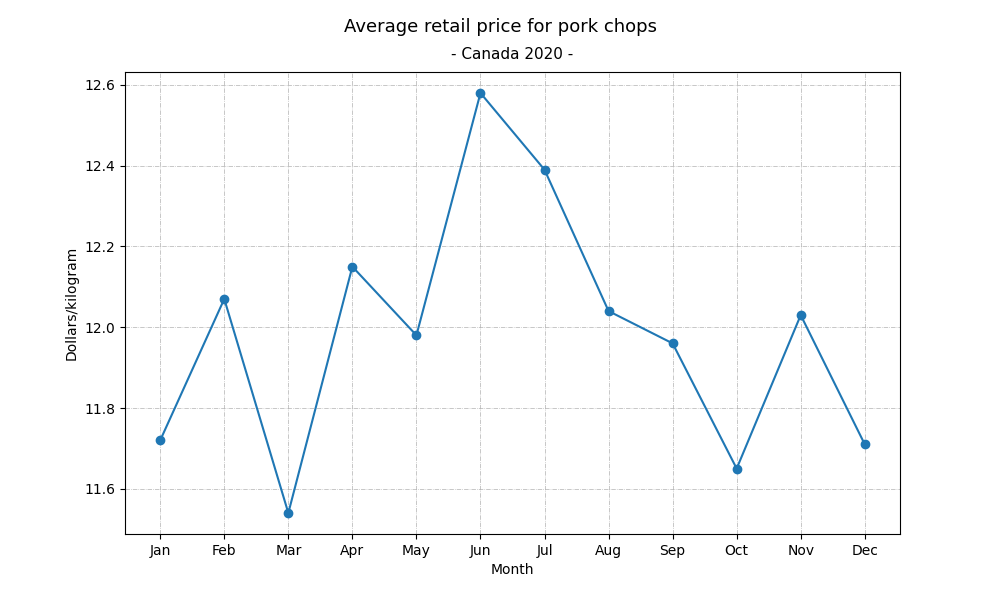 Average retail price for pork chops
- Canada 2020 -
12.6
12.4
12.2
12.0
11.8
11.6
Dollars/kilogram
Jan Feb Mar Apr May Jun Jul Aug Sep Oct Nov Dec
Month